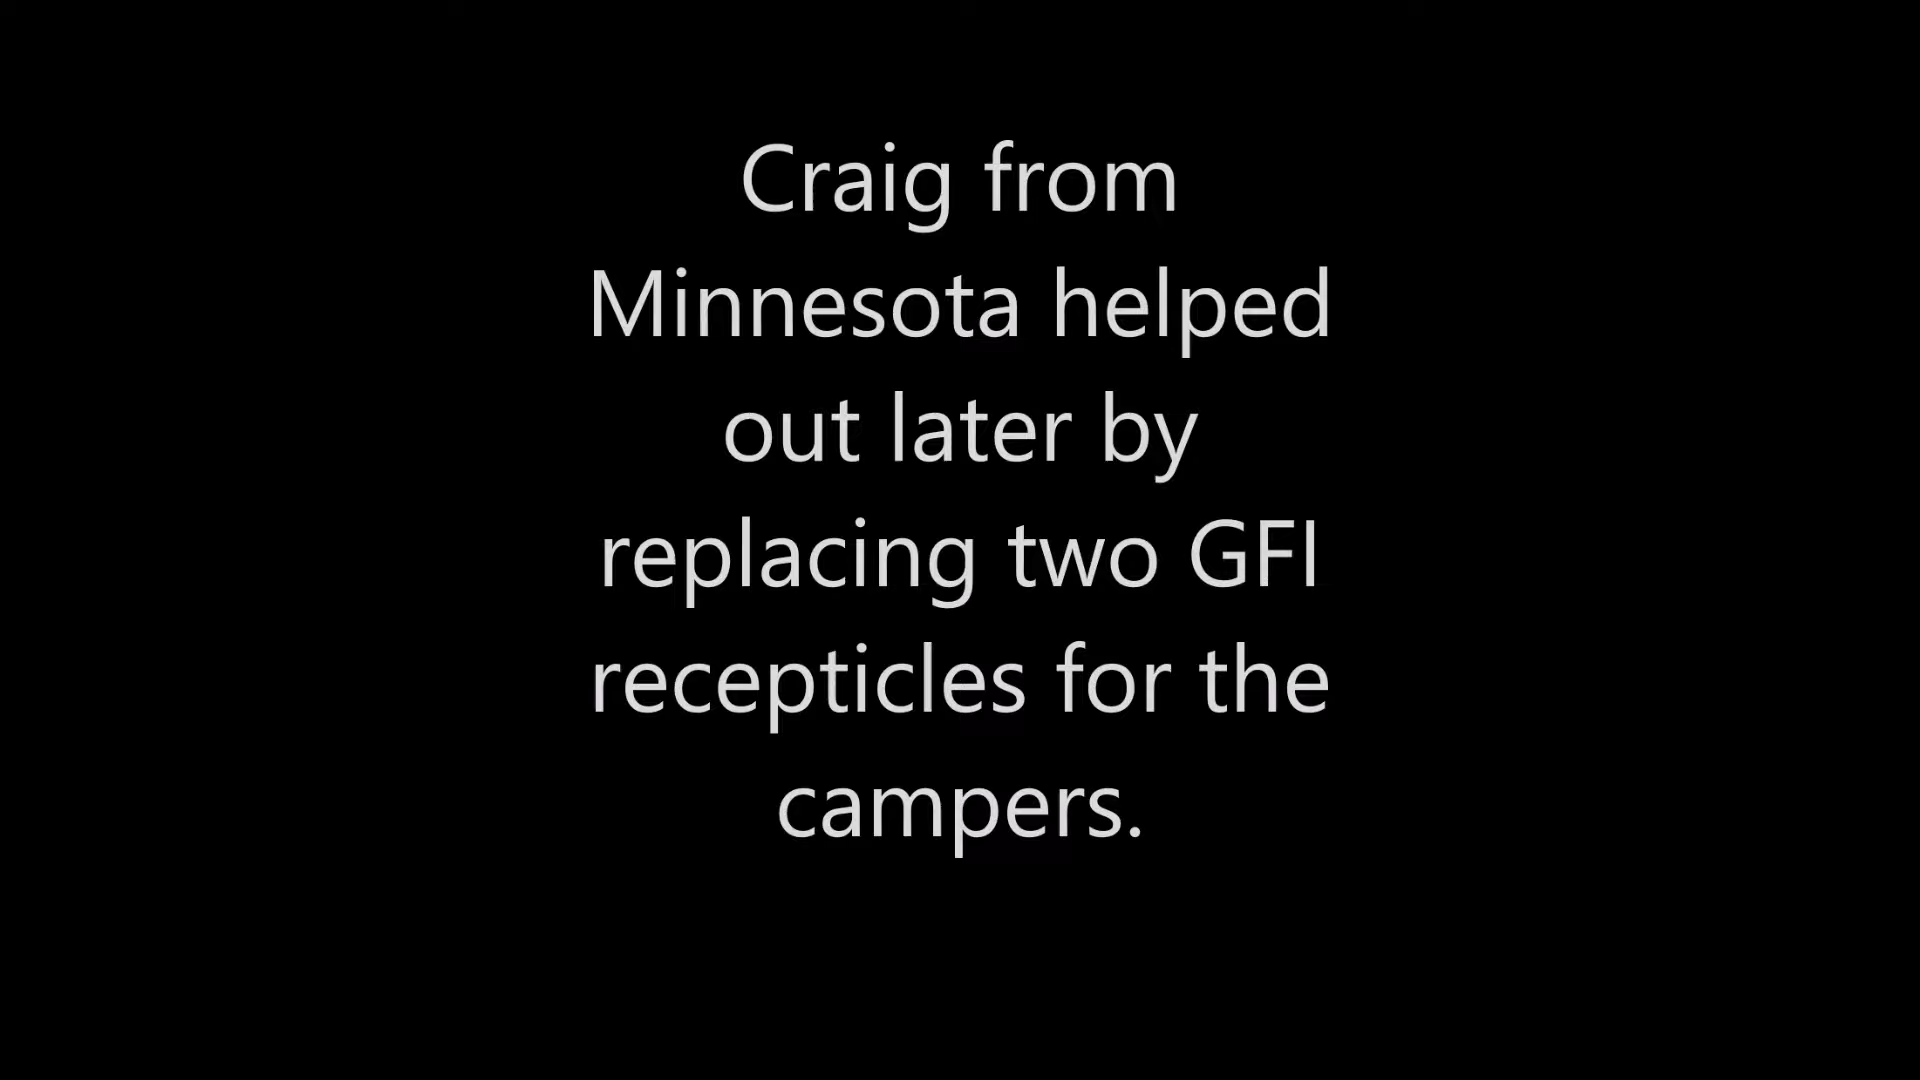 Craig from
Minnesota helped
out later by
replacing two GFI
recepticles for the
campers.